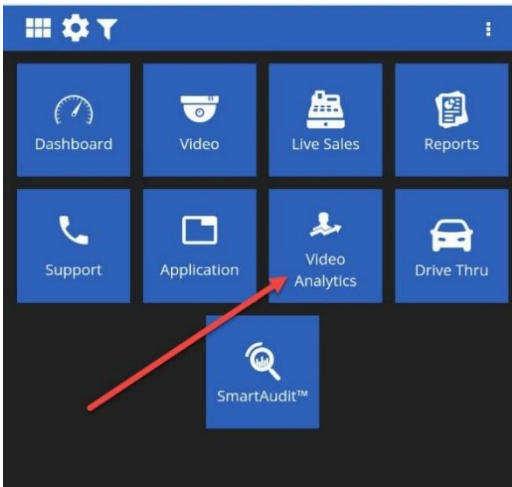 Dashboard
Video
Live Sales
Reports
Support
Application
Video
Analytics
Drive Thru
SmartAudit™